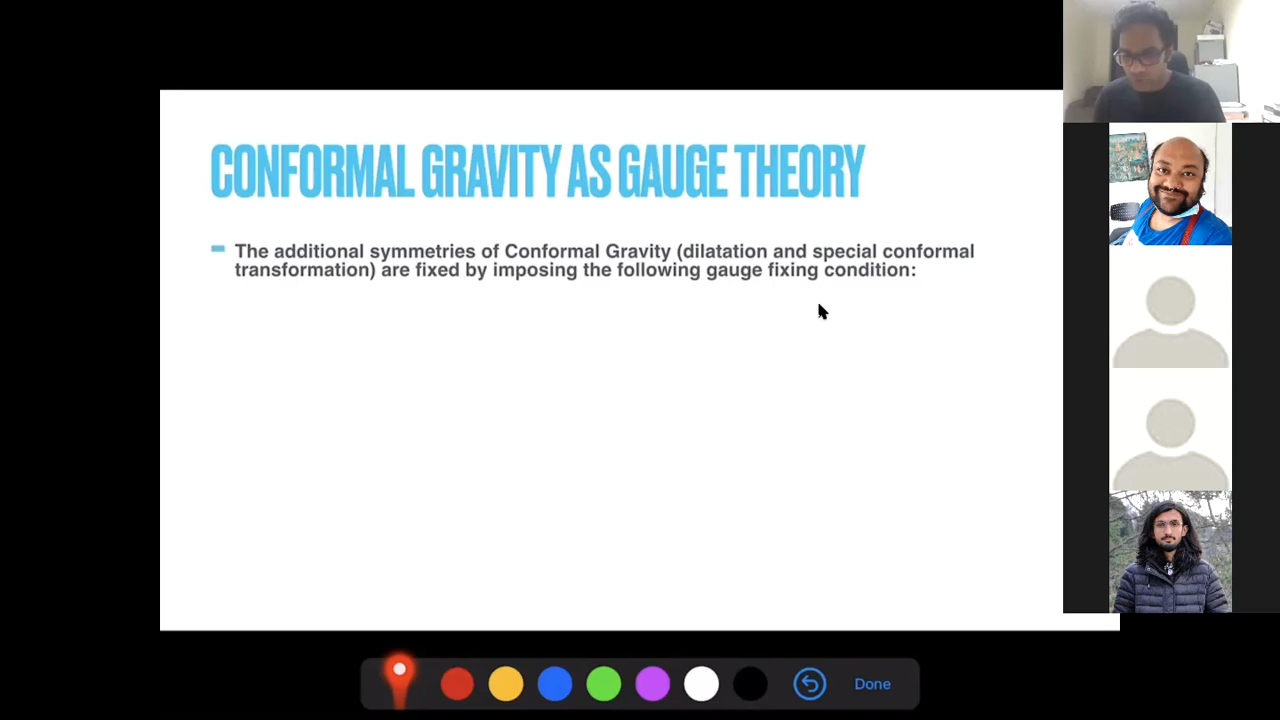 CONFORMAL GRAVITY AS GAUGE THEORY
The additional symmetries of Conformal Gravity (dilatation and special conformal
transformation) are fixed by imposing the following gauge fixing condition:
Done